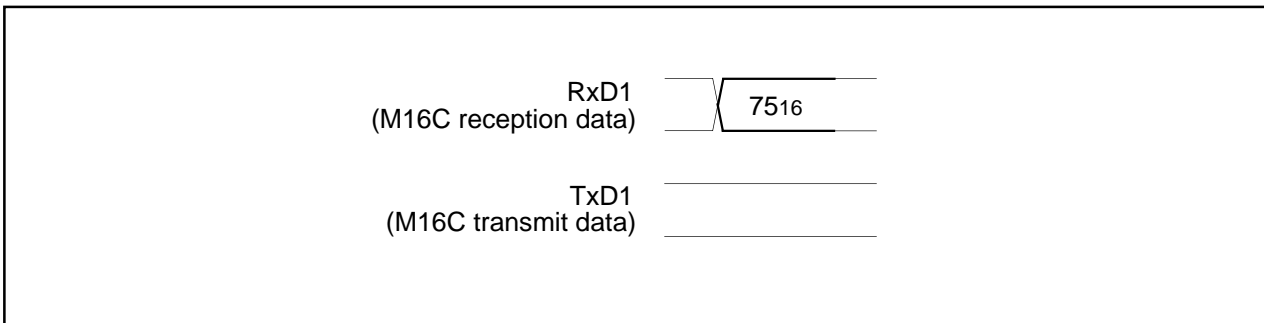 RxD1
(M16C reception data)
7516
TxD1
(M16C transmit data)